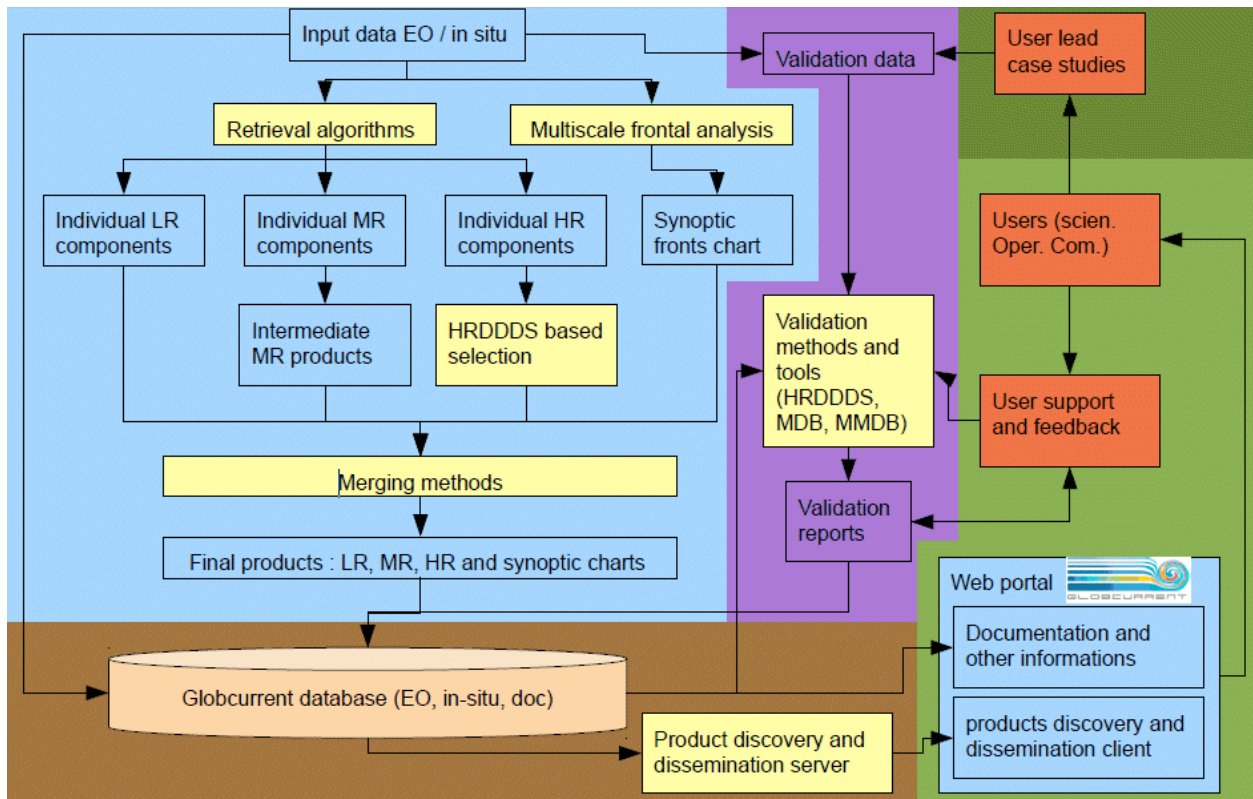 Input data EO / in situ
Validation data
User lead
case studies
Retrieval algorithms
Multiscale frontal analysis
Individual LR
components
Individual MR
components
Individual HR
components
Synoptic
fronts chart
Users (scien.
Oper. Com.)
Intermediate
MR products
HRDDDS based
selection
Validation
methods and
tools
(HRDDDS,
MDB, MMDB)
User support
and feedback
Merging methods
Validation
reports
Final products : LR, MR, HR and synoptic charts
Web portal
GLOBCURRENT
Documentation and
other informations
Globcurrent database (EO, in-situ, doc)
Product discovery and
dissemination server
products discovery and
dissemination client